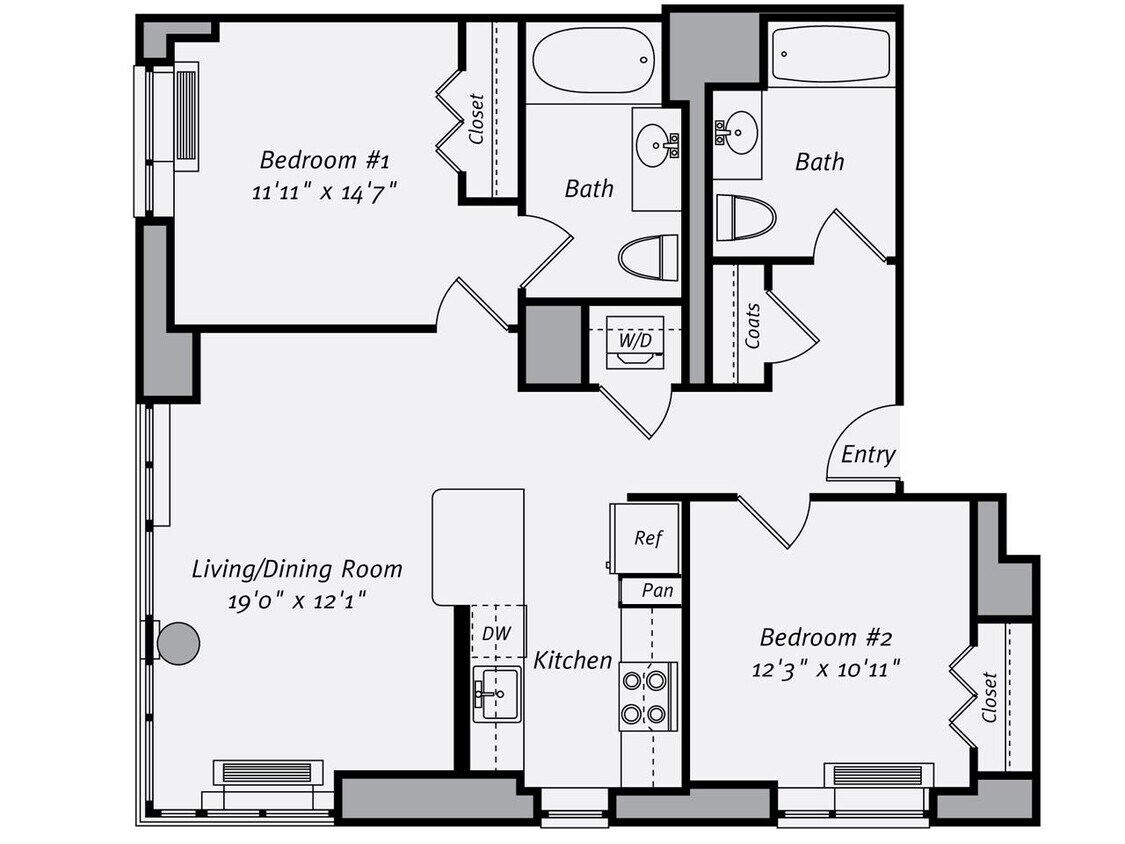 Bedroom #1
11'11" x 14'7"
Closet
Bath
Bath
Coats
W/D
Entry
Living/Dining Room
19'0" x 12'1"
Ref
Pan
DW
Kitchen
Bedroom #2
12'3" x 10'11"
Closet